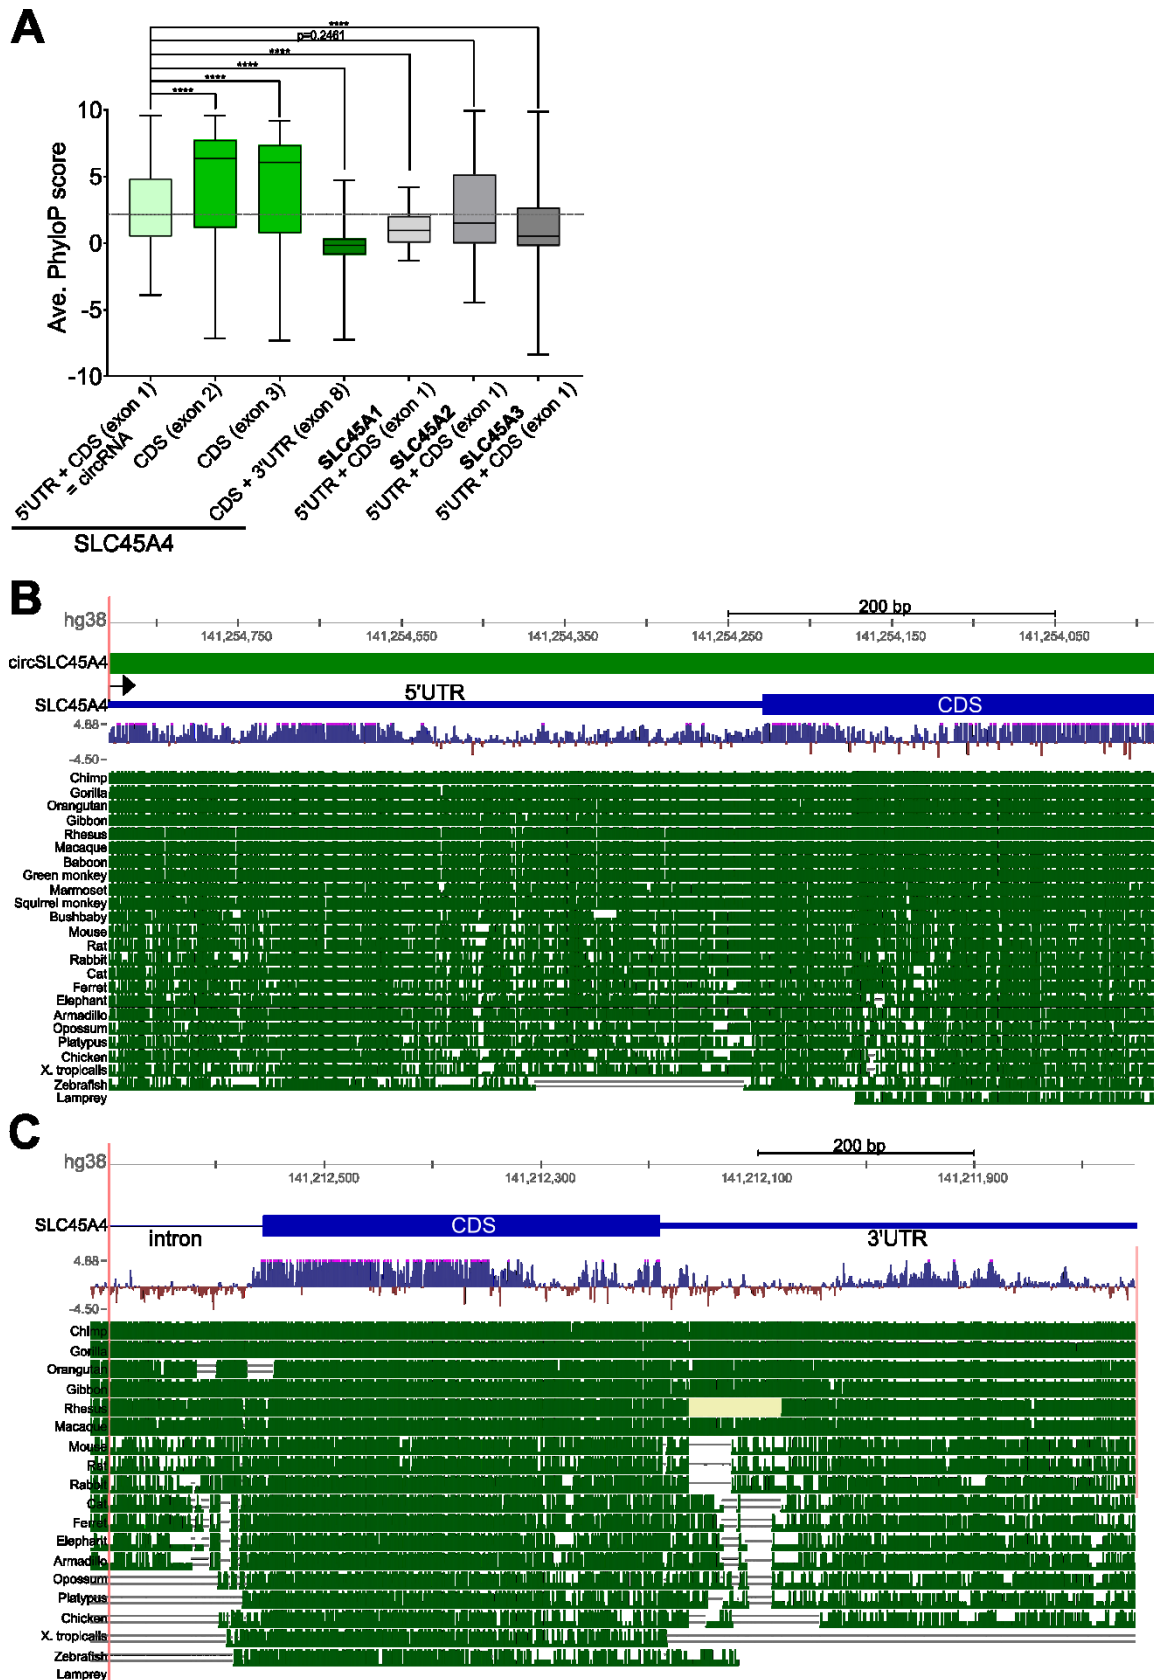 A
****
p=0.2461
****
****
****
****
10
5
0
-5
-10
Ave. PhyloP score
5'UTR + CDS (exon 1)
= circRNA
CDS (exon 2)
CDS (exon 3)
CDS + 3'UTR (exon 8)
SLC45A1
5'UTR + CDS (exon 1)
SLC45A2
5'UTR + CDS (exon 1)
SLC45A3
5'UTR + CDS (exon 1)
SLC45A4
B
200 bp
hg38
141,254,750 141,254,550 141,254,350 141,254,250 141,254,150 141,254,050
circSLC45A4
5'UTR
SLC45A4 CDS
4.88
-4.50
Chimp
Gorilla
Orangutan
Gibbon
Rhesus
Macaque
Baboon
Green monkey
Marmoset
Squirrel monkey
Bushbaby
Mouse
Rat
Rabbit
Cat
Ferret
Elephant
Armadillo
Opossum
Platypus
Chicken
X. tropicalis
Zebrafish
Lamprey
C
200 bp
hg38
141,212,500 141,212,300 141,212,100 141,211,900
SLC45A4 CDS
intron 3'UTR
4.88
-4.50
Chimp
Gorilla
Orangutan
Gibbon
Rhesus
Macaque
Mouse
Rat
Rabbit
Cat
Ferret
Elephant
Armadillo
Opossum
Platypus
Chicken
X. tropicalis
Zebrafish
Lamprey